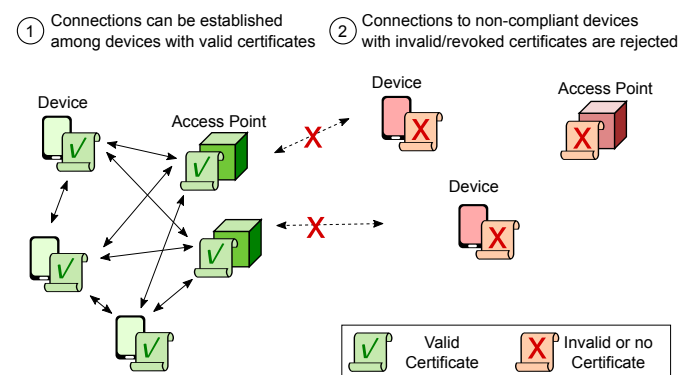 1 Connections can be established
among devices with valid certificates
2 Connections to non-compliant devices
with invalid/revoked certificates are rejected
Device
Access Point
Device
Access Point
Device
Valid
Certificate
Invalid or no
Certificate